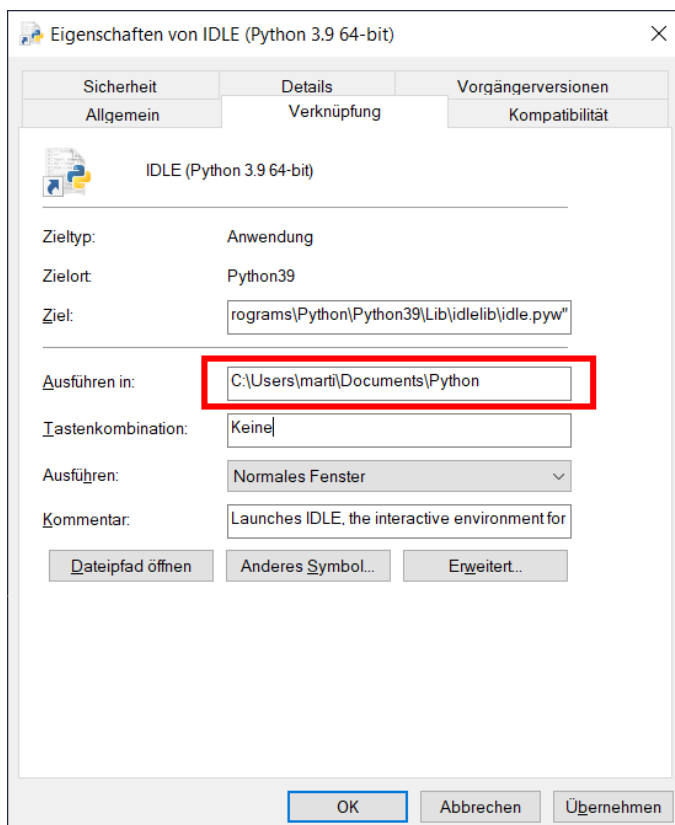 Eigenschaften von IDLE (Python 3.9 64-bit)
Sicherheit Details Vorgängerversionen
Allgemein Verknüpfung Kompatibilität
IDLE (Python 3.9 64-bit)
Zieltyp: Anwendung
Zielort: Python39
Ziel: rograms\Python\Python39\Lib\idlelib\idle.pyw"
Ausführen in: C:\Users\marti\Documents\Python
Tastenkombination: Keine
Ausführen: Normales Fenster
Kommentar: Launches IDLE, the interactive environment for
Dateipfad öffnen Anderes Symbol... Erweitert...
OK Abbrechen Übernehmen